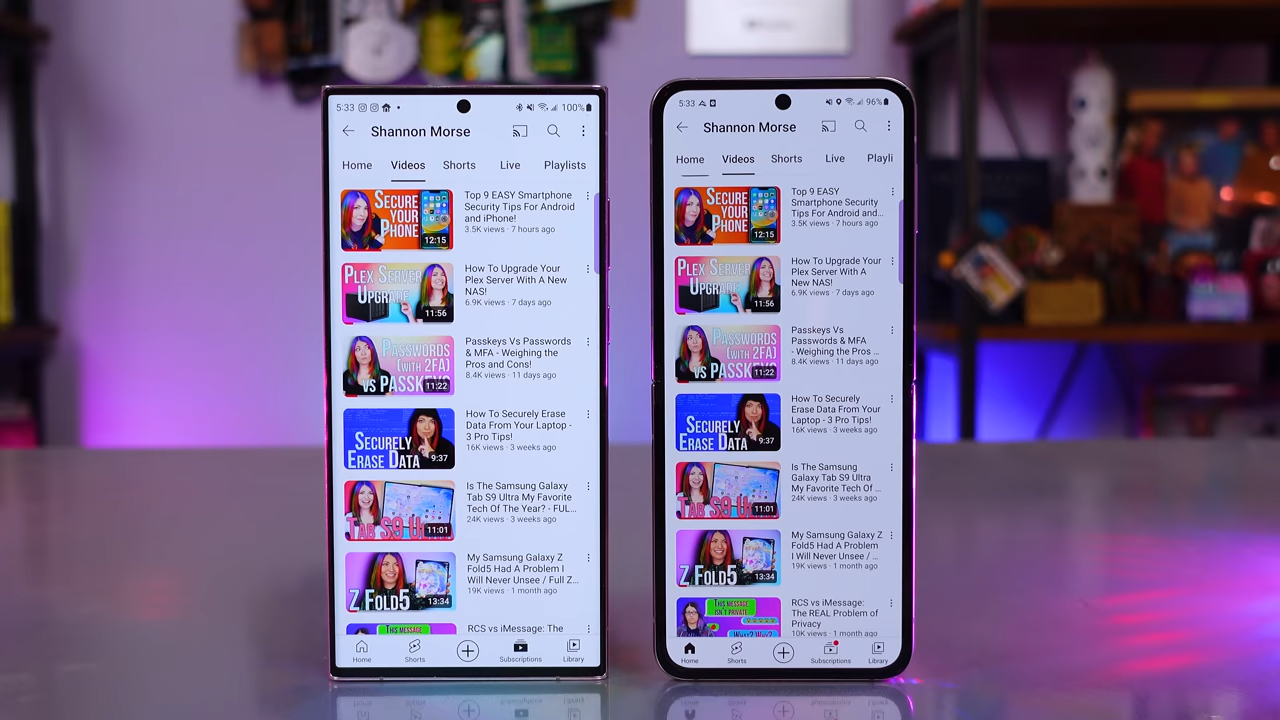 5:33
100%
Shannon Morse
Home Videos Shorts Live Playlists
SECURE
YOUR
PHONE
12:15
Top 9 EASY Smartphone
Security Tips For Android
and iPhone!
3.5K views · 7 hours ago
PLEX SERVER
UPGRADE
11:56
How To Upgrade Your
Plex Server With A New
NAS!
6.9K views · 7 days ago
PASSWORDS
(WITH 2FA)
VS PASSKEYS
11:22
Passkeys Vs Passwords
& MFA - Weighing the
Pros and Cons!
8.4K views · 11 days ago
SECURELY
ERASE DATA
9:37
How To Securely Erase
Data From Your Laptop -
3 Pro Tips!
16K views · 3 weeks ago
TAB S9 U
11:01
Is The Samsung Galaxy
Tab S9 Ultra My Favorite
Tech Of The Year? - FUL...
24K views · 3 weeks ago
Z FOLD5
13:34
My Samsung Galaxy Z
Fold5 Had A Problem I
Will Never Unsee / Full Z...
19K views · 1 month ago
THIS MESSAGE
RCS vs iMessage: The
Home Shorts Subscriptions Library
5:33
96%
Shannon Morse
Home Videos Shorts Live Playli
SECURE
YOUR
PHONE
12:15
Top 9 EASY
Smartphone Security
Tips For Android and...
3.5K views · 7 hours ago
PLEX SERVER
UPGRADE
11:56
How To Upgrade Your
Plex Server With A
New NAS!
6.9K views · 7 days ago
PASSWORDS
(WITH 2FA)
VS PASSKEYS
11:22
Passkeys Vs
Passwords & MFA
- Weighing the Pros ...
8.4K views · 11 days ago
SECURELY
ERASE DATA
9:37
How To Securely
Erase Data From Your
Laptop - 3 Pro Tips!
16K views · 3 weeks ago
TAB S9 U
11:01
Is The Samsung
Galaxy Tab S9 Ultra
My Favorite Tech Of ...
24K views · 3 weeks ago
Z FOLD5
13:34
My Samsung Galaxy Z
Fold5 Had A Problem I
Will Never Unsee / ...
19K views · 1 month ago
THIS MESSAGE
ISN'T PRIVATE
WHAT? WHY?
RCS vs iMessage:
The REAL Problem of
Privacy
10K views · 1 month ago
Home Shorts Subscriptions Library